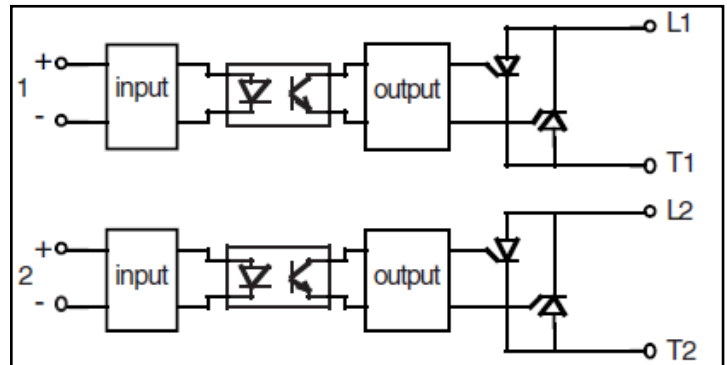 L1
+
1 input output
-
T1
L2
+
2 input output
-
T2